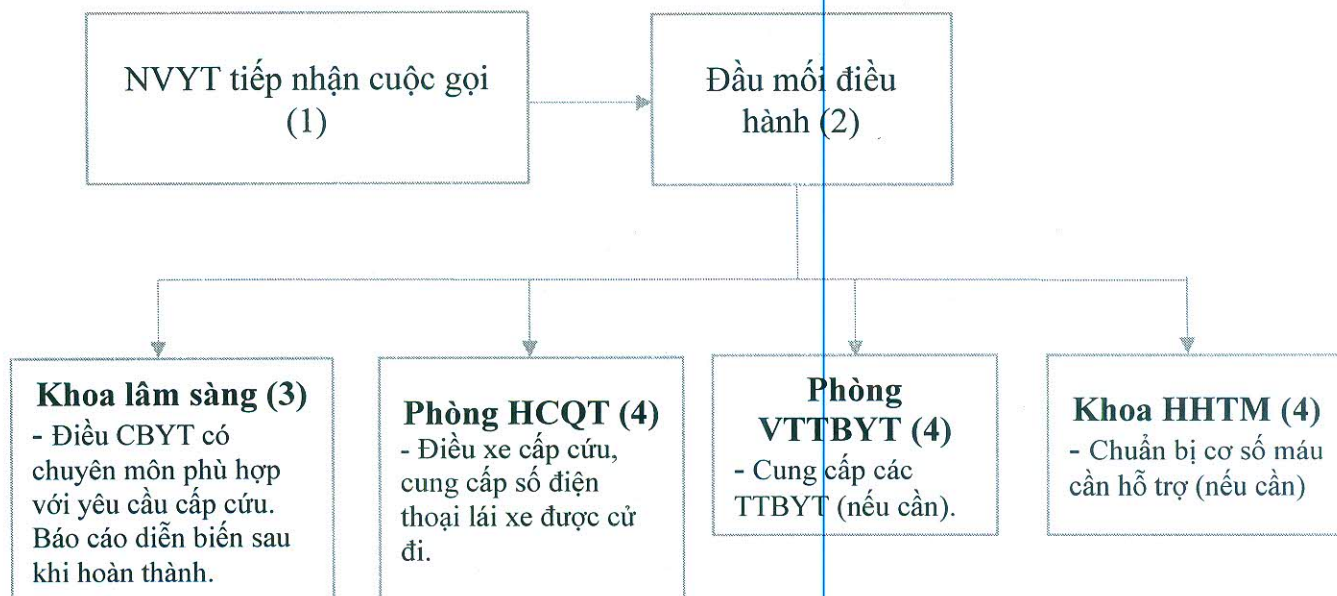 NVYT tiếp nhận cuộc gọi
(1)
Đầu mối điều
hành (2)
Khoa lâm sàng (3)
- Điều CBYT có
chuyên môn phù hợp
với yêu cầu cấp cứu.
Báo cáo diễn biến sau
khi hoàn thành.
Phòng HCQT (4)
- Điều xe cấp cứu,
cung cấp số điện
thoại lái xe được cử
đi.
Phòng
VTTBYT (4)
- Cung cấp các
TTBYT (nếu cần).
Khoa HHTM (4)
- Chuẩn bị cơ số máu
cần hỗ trợ (nếu cần)